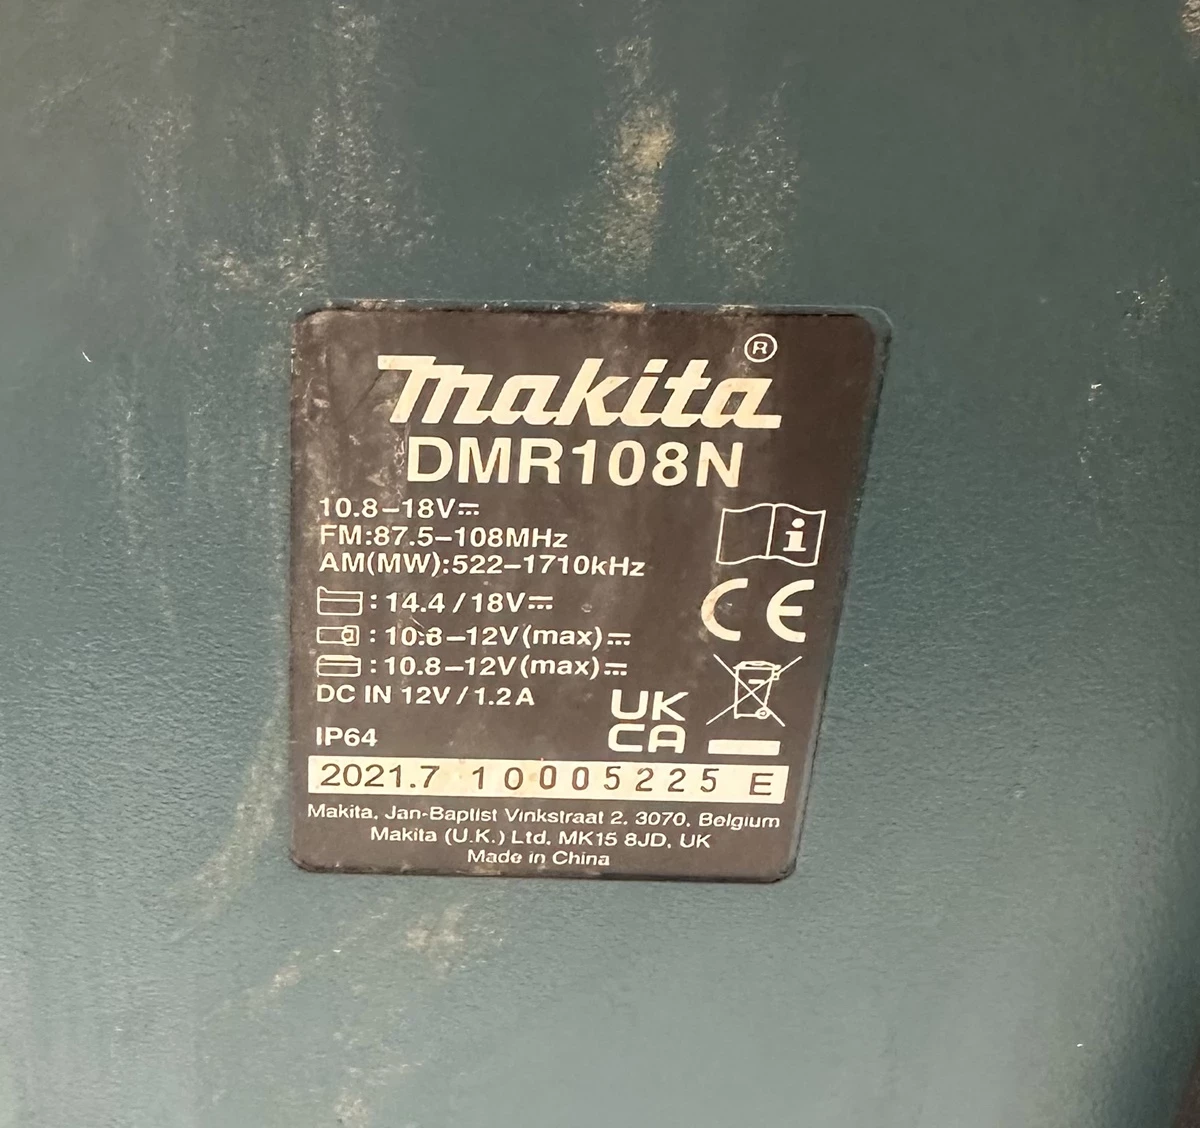 makita®
DMR108N
10.8–18V⎓
FM:87.5–108MHz
AM(MW):522–1710kHz
: 14.4 / 18V⎓
: 10.8–12V(max)⎓
: 10.8–12V(max)⎓
DC IN 12V / 1.2A
i
CE
UK
CA
IP64
2021.7 10005225 E
Makita, Jan-Baptist Vinkstraat 2, 3070, Belgium
Makita (U.K.) Ltd, MK15 8JD, UK
Made in China